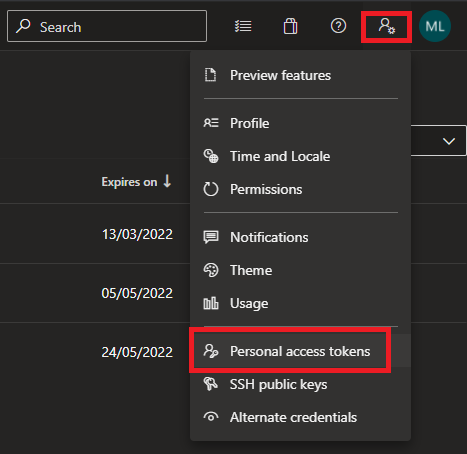 Search
ML
Preview features
Profile
Expires on
Time and Locale
Permissions
13/03/2022
Notifications
Theme
05/05/2022
Usage
24/05/2022
Personal access tokens
SSH public keys
Alternate credentials